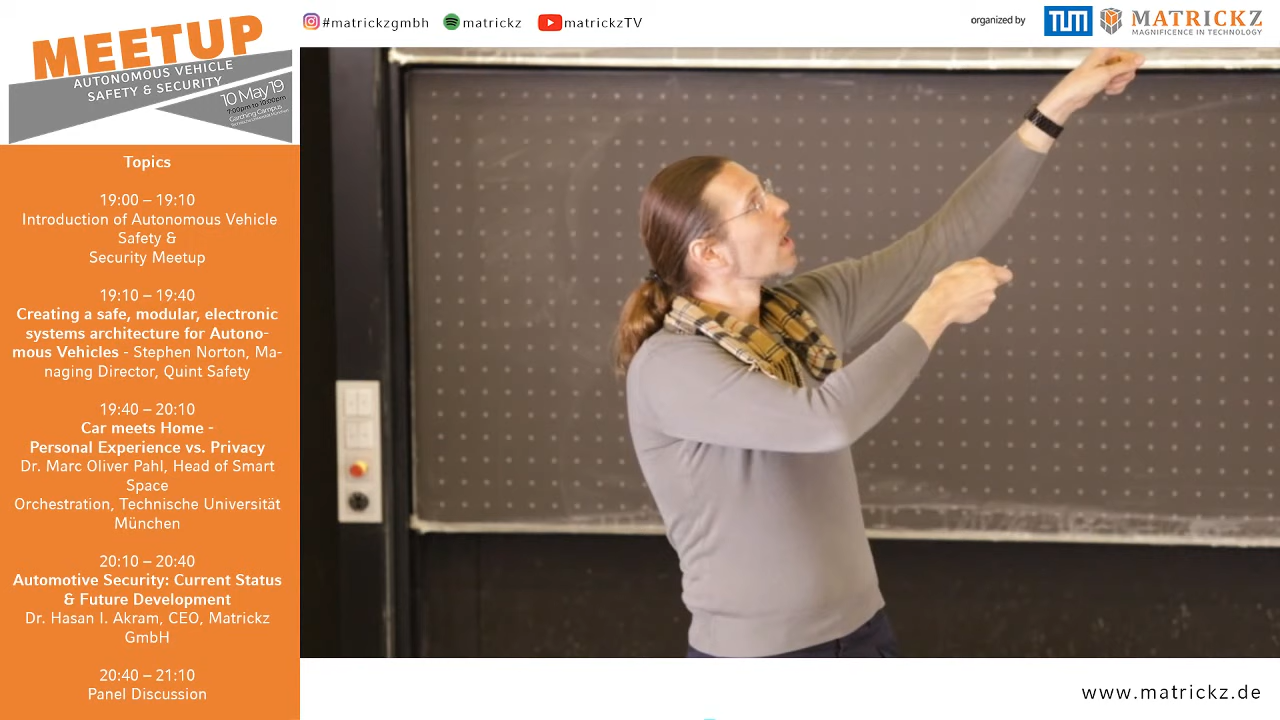 MEETUP
AUTONOMOUS VEHICLE
SAFETY & SECURITY
10 May 19
7:00pm to 10:00pm
Garching Campus
#matrickzgmbh
matrickz
matrickzTV
organized by
TUM
MATRICKZ
MAGNIFICENCE IN TECHNOLOGY
Topics
19:00 – 19:10
Introduction of Autonomous Vehicle
Safety &
Security Meetup
19:10 – 19:40
Creating a safe, modular, electronic
systems architecture for Autono-
mous Vehicles - Stephen Norton, Ma-
naging Director, Quint Safety
19:40 – 20:10
Car meets Home -
Personal Experience vs. Privacy
Dr. Marc Oliver Pahl, Head of Smart
Space
Orchestration, Technische Universität
München
20:10 – 20:40
Automotive Security: Current Status
& Future Development
Dr. Hasan I. Akram, CEO, Matrickz
GmbH
20:40 – 21:10
Panel Discussion
www.matrickz.de